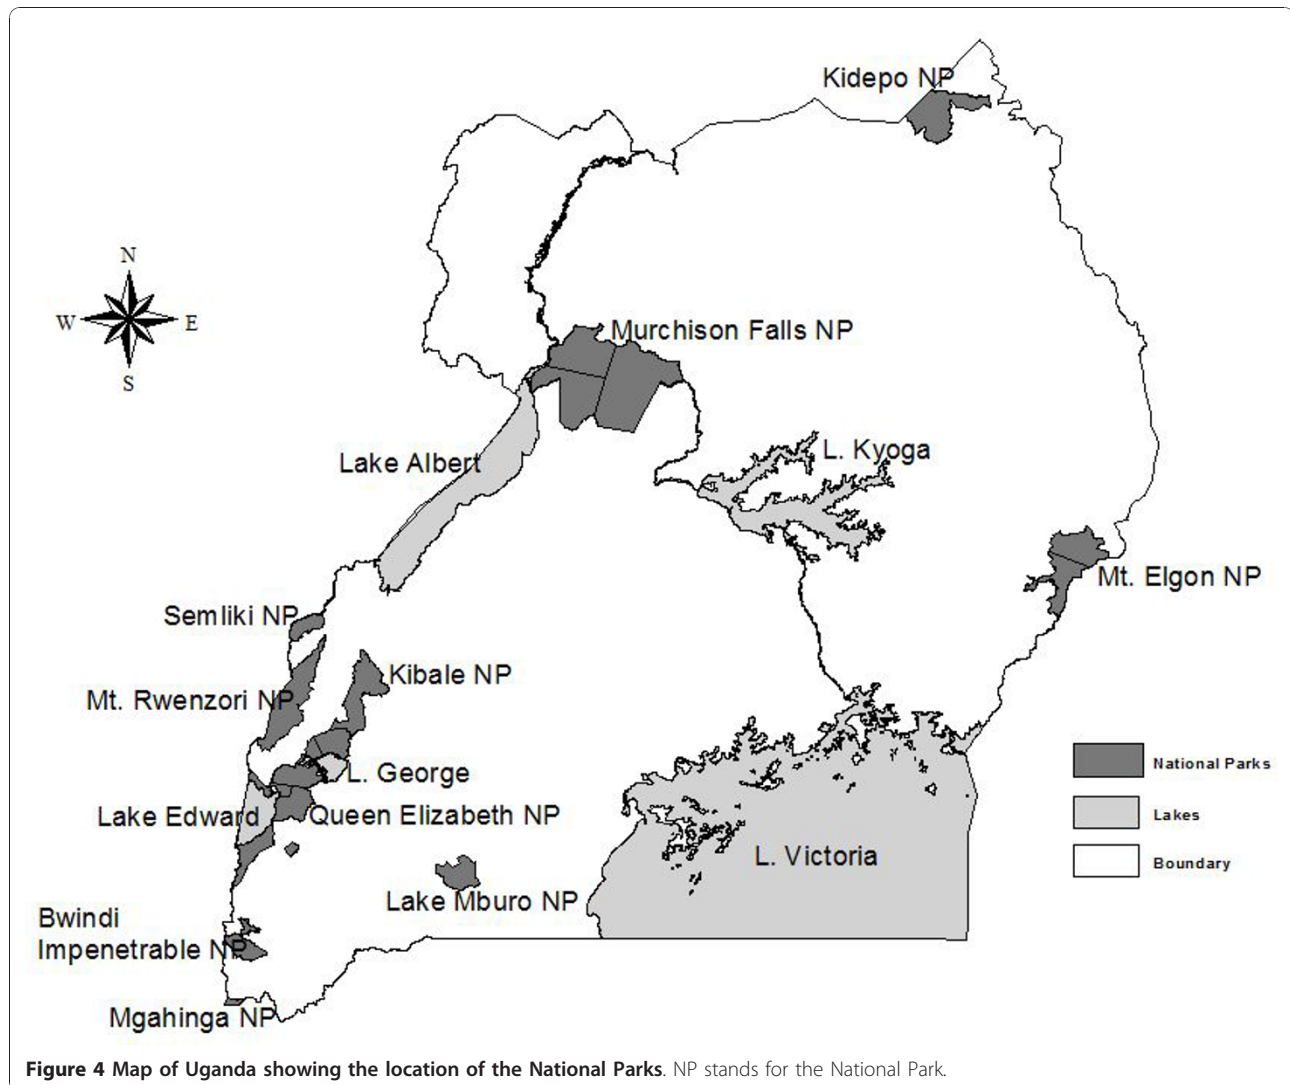 Kidepo NP
N
W
E
S
Murchison Falls NP
Lake Albert
L. Kyoga
Mt. Elgon NP
Semliki NP
Kibale NP
Mt. Rwenzori NP
L. George
Lake Edward
Queen Elizabeth NP
National Parks
Lakes
Boundary
L. Victoria
Lake Mburo NP
Bwindi
Impenetrable NP
Mgahinga NP
Figure 4 Map of Uganda showing the location of the National Parks. NP stands for the National Park.